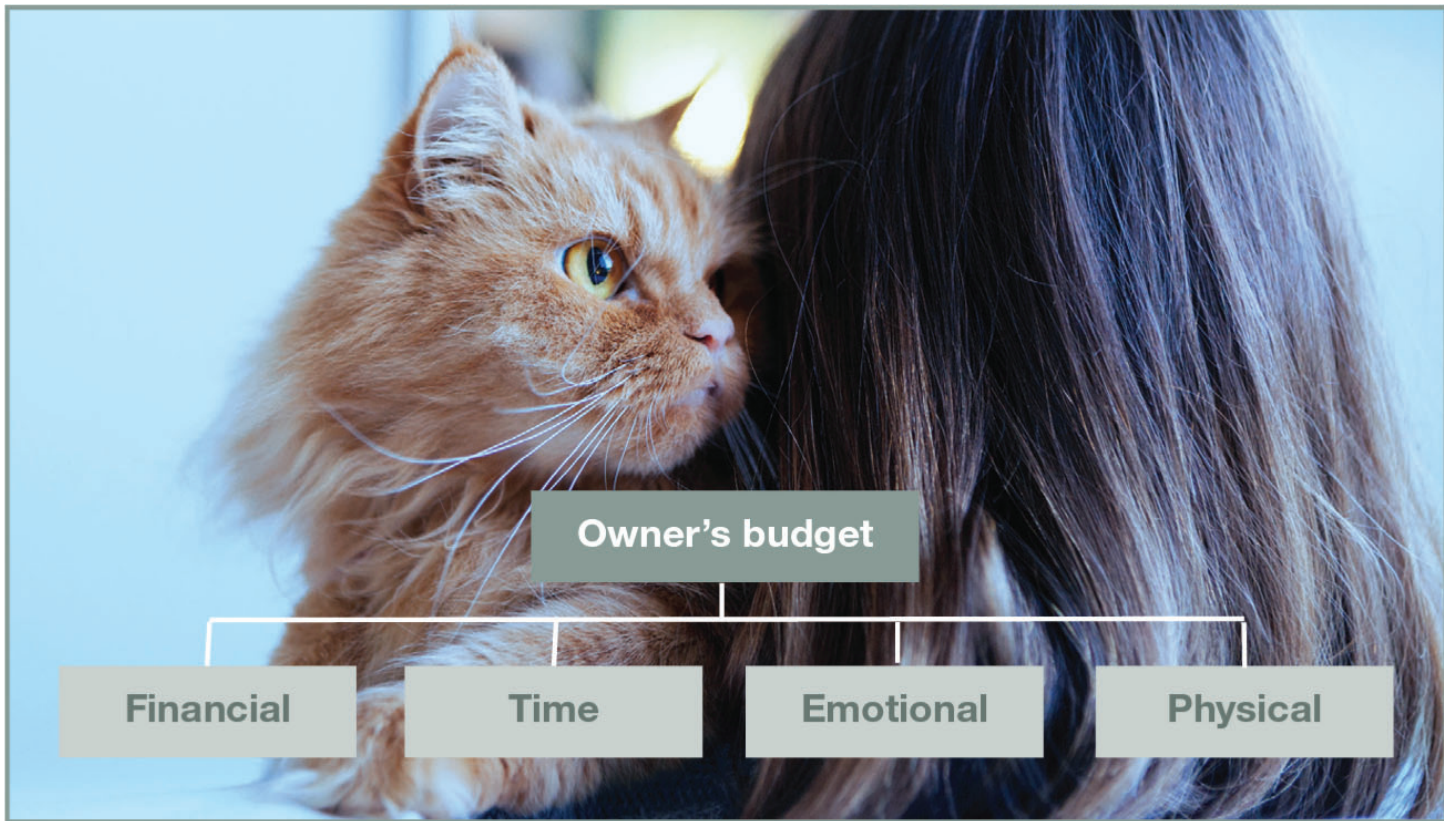 Owner’s budget
Financial
Time
Emotional
Physical